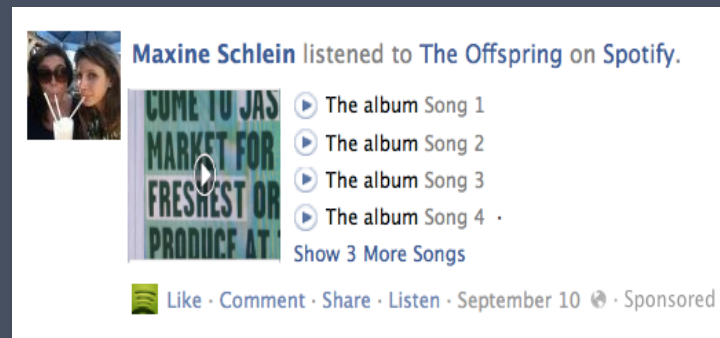 Maxine Schlein listened to The Offspring on Spotify.
COME TO JAS
MARKET FOR
FRESHEST OR
PRODUCE AT
The album Song 1
The album Song 2
The album Song 3
The album Song 4 ·
Show 3 More Songs
Like · Comment · Share · Listen · September 10 · Sponsored